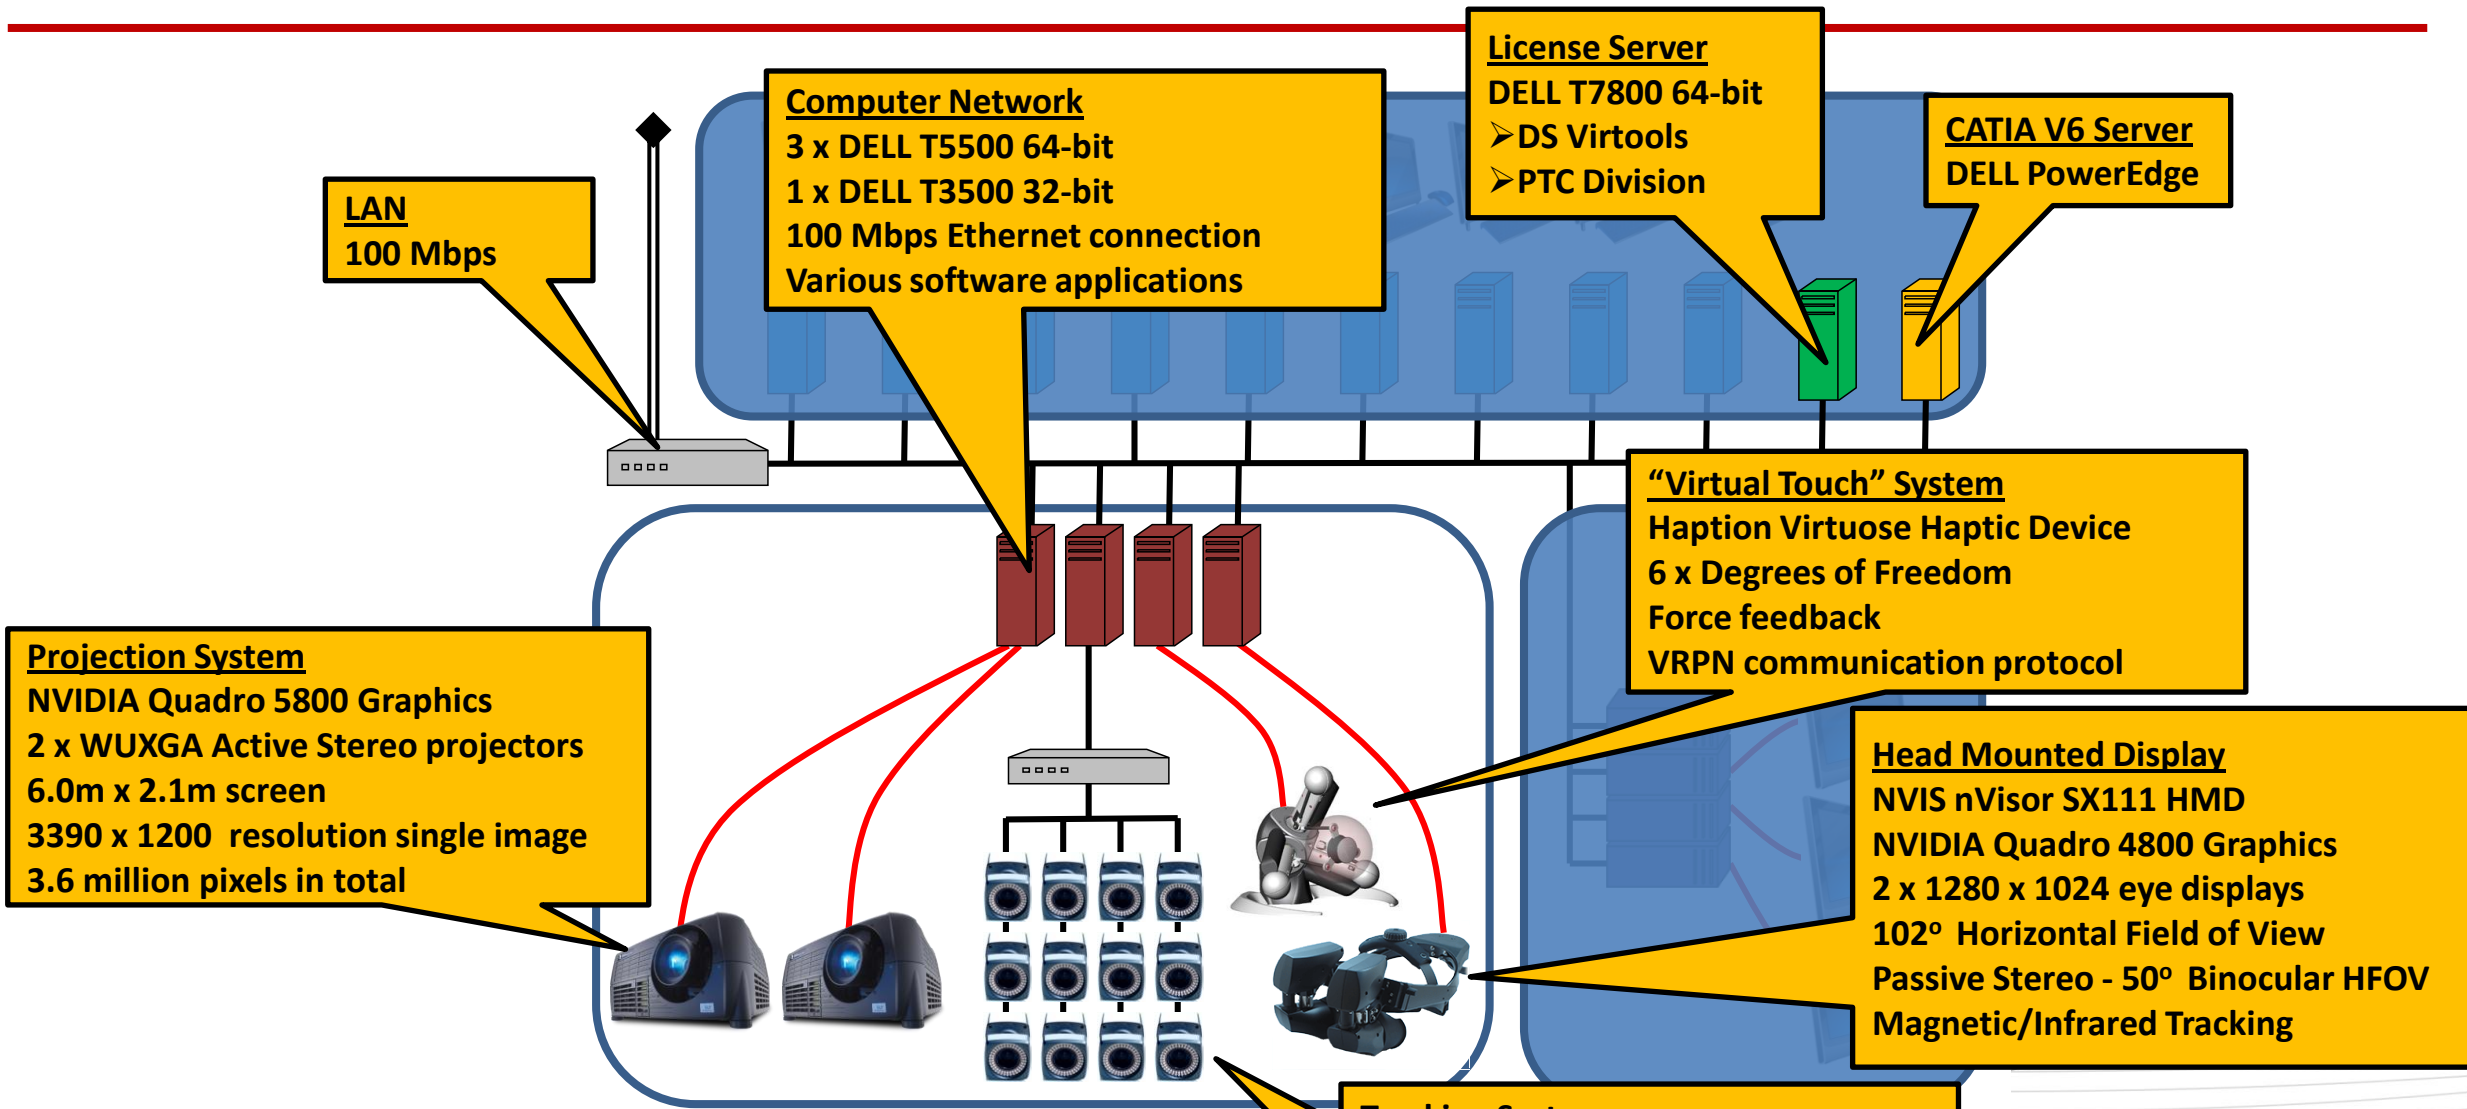 License Server
DELL T7800 64-bit
➢DS Virtools
➢PTC Division
Computer Network
3 x DELL T5500 64-bit
1 x DELL T3500 32-bit
100 Mbps Ethernet connection
Various software applications
CATIA V6 Server
DELL PowerEdge
LAN
100 Mbps
“Virtual Touch” System
Haption Virtuose Haptic Device
6 x Degrees of Freedom
Force feedback
VRPN communication protocol
Projection System
NVIDIA Quadro 5800 Graphics
2 x WUXGA Active Stereo projectors
6.0m x 2.1m screen
3390 x 1200 resolution single image
3.6 million pixels in total
Head Mounted Display
NVIS nVisor SX111 HMD
NVIDIA Quadro 4800 Graphics
2 x 1280 x 1024 eye displays
102º Horizontal Field of View
Passive Stereo - 50º Binocular HFOV
Magnetic/Infrared Tracking